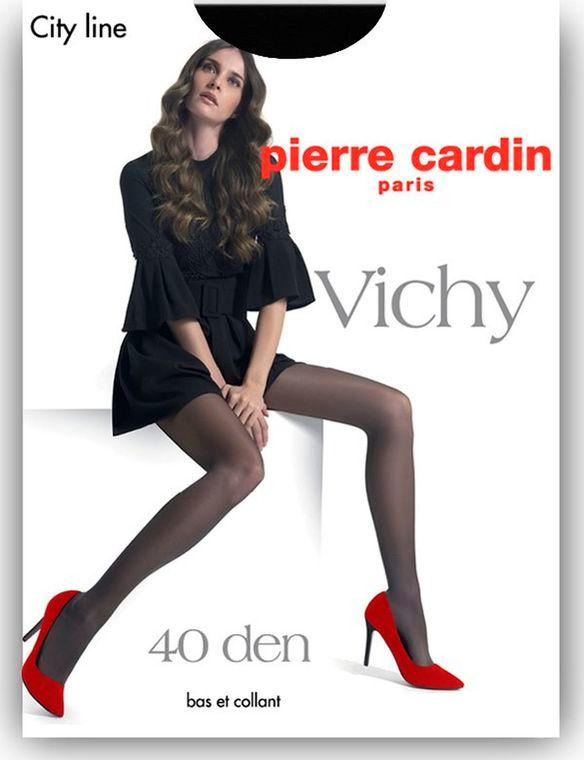 City line
pierre cardin
paris
Vichy
40 den
bas et collant